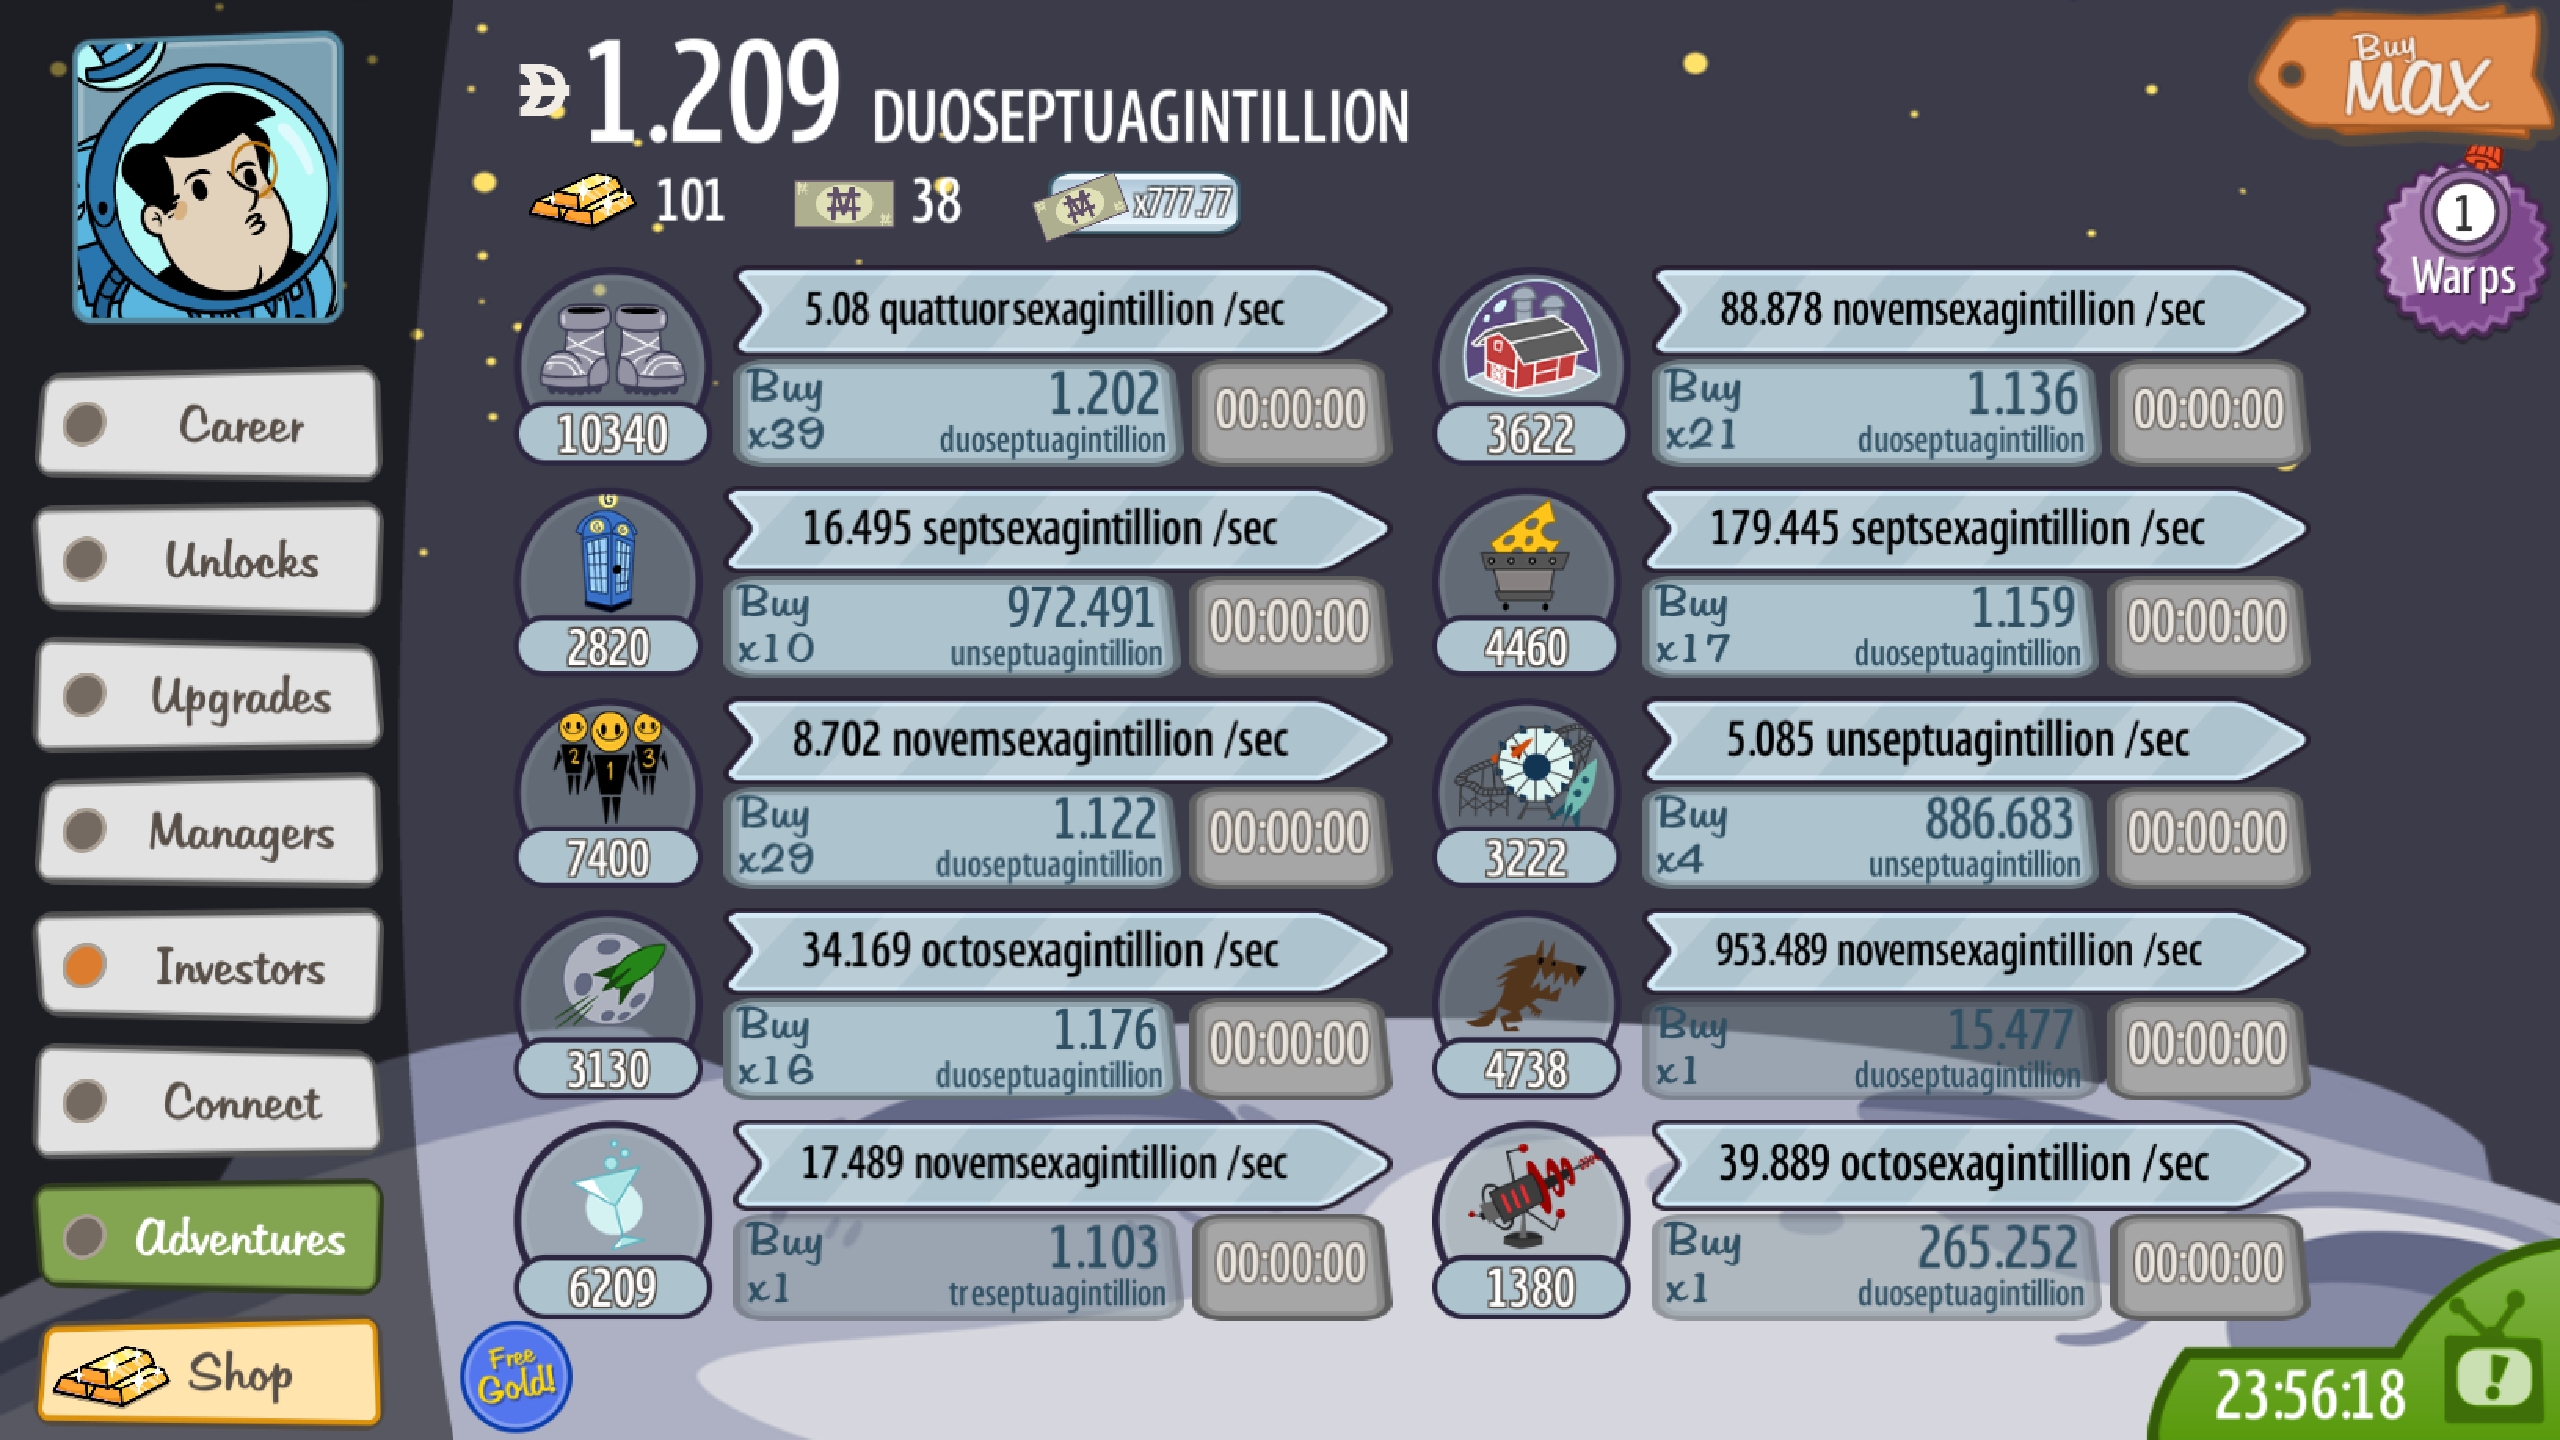 1.209 DUOSEPTUAGINTILLION
Buy
MAX
101
38
x777.77
1
Warps
Career
Unlocks
Upgrades
Managers
Investors
Connect
Adventures
Shop
5.08 quattuorsexagintillion /sec
10340
Buy
x39
1.202
duoseptuagintillion
00:00:00
88.878 novemsexagintillion /sec
3622
Buy
x21
1.136
duoseptuagintillion
00:00:00
G
16.495 septsexagintillion /sec
2820
Buy
x10
972.491
unseptuagintillion
00:00:00
179.445 septsexagintillion /sec
4460
Buy
x17
1.159
duoseptuagintillion
00:00:00
2 1 3
8.702 novemsexagintillion /sec
7400
Buy
x29
1.122
duoseptuagintillion
00:00:00
5.085 unseptuagintillion /sec
3222
Buy
x4
886.683
unseptuagintillion
00:00:00
34.169 octosexagintillion /sec
3130
Buy
x16
1.176
duoseptuagintillion
00:00:00
953.489 novemsexagintillion /sec
4738
Buy
x1
15.477
duoseptuagintillion
00:00:00
17.489 novemsexagintillion /sec
6209
Buy
x1
1.103
treseptuagintillion
00:00:00
39.889 octosexagintillion /sec
1380
Buy
x1
265.252
duoseptuagintillion
00:00:00
Free
Gold!
23:56:18
!